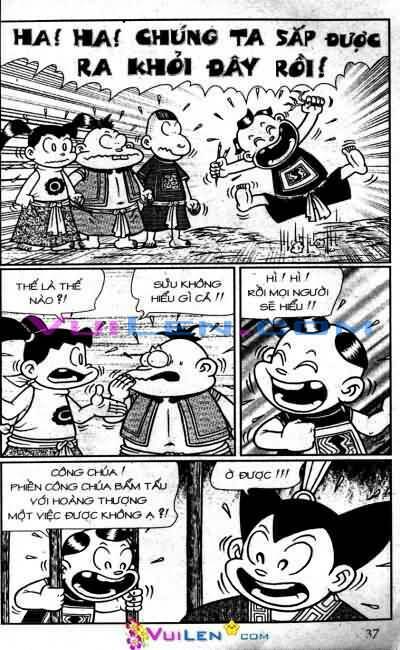 HA! HA! CHÚNG TA SẮP ĐƯỢC
RA KHỎI ĐÂY RỒI!
THẾ LÀ THẾ
NÀO ?!
SỬU KHÔNG
HIỂU GÌ CẢ !!
HÌ ! HÌ !
RỒI MỌI NGƯỜI
SẼ HIỂU !!
VuiLen.com
CÔNG CHÚA !
PHIỀN CÔNG CHÚA BẨM TẤU
VỚI HOÀNG THƯỢNG
MỘT VIỆC ĐƯỢC KHÔNG Ạ ?!
Ờ ĐƯỢC !!!
37
VuiLen.com